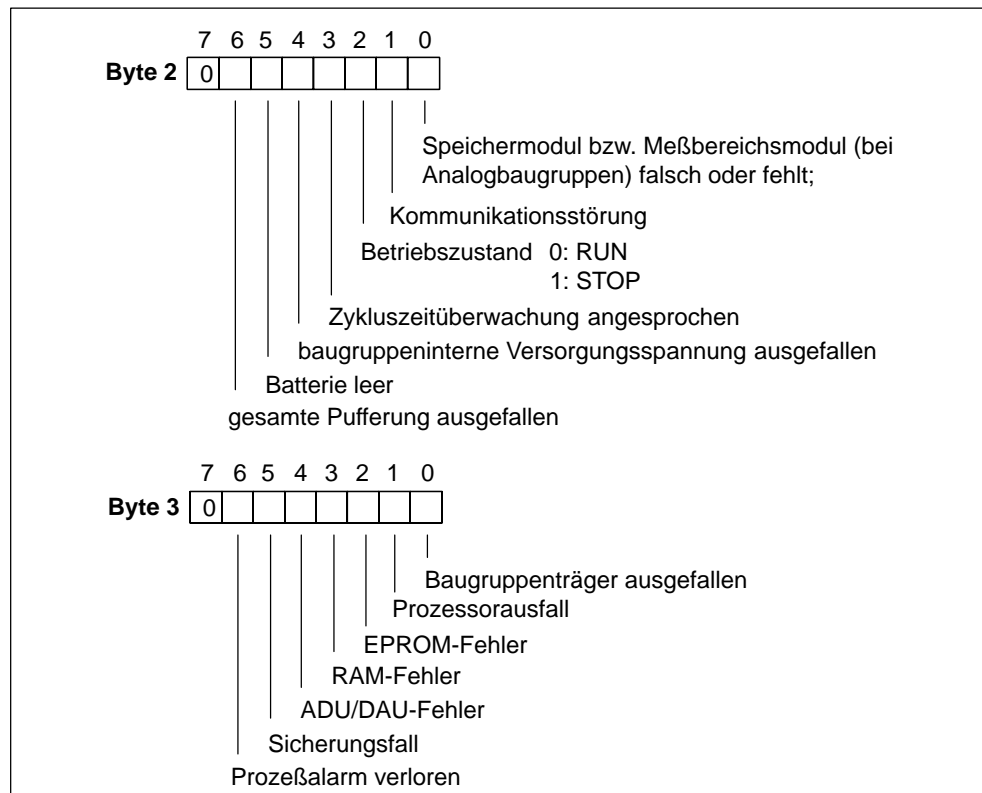 7 6 5 4 3 2 1 0
Byte 2 0
Speichermodul bzw. Meßbereichsmodul (bei
Analogbaugruppen) falsch oder fehlt;
Kommunikationsstörung
Betriebszustand 0: RUN
1: STOP
Zykluszeitüberwachung angesprochen
baugruppeninterne Versorgungsspannung ausgefallen
Batterie leer
gesamte Pufferung ausgefallen
7 6 5 4 3 2 1 0
Byte 3 0
Baugruppenträger ausgefallen
Prozessorausfall
EPROM-Fehler
RAM-Fehler
ADU/DAU-Fehler
Sicherungsfall
Prozeßalarm verloren